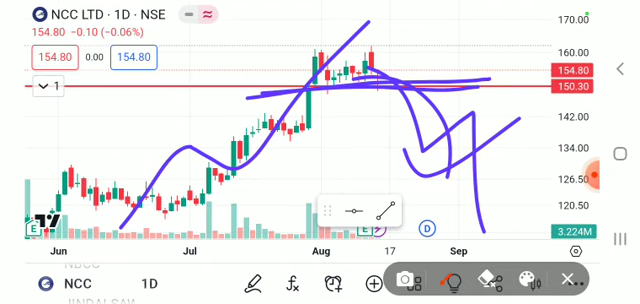 NCC LTD · 1D · NSE
154.80 -0.10 (-0.06%)
154.80 0.00 154.80
1
170.00
160.00
154.80
150.30
142.00
134.00
126.50
120.50
3.224M
E
E
D
Jun Jul Aug 17 Sep
NBCC
NCC 1D
JINDALSAW